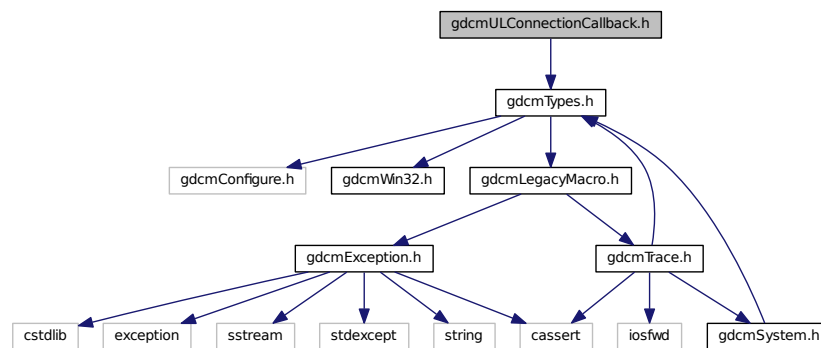 gdcmULConnectionCallback.h
gdcmTypes.h
gdcmConfigure.h
gdcmWin32.h
gdcmLegacyMacro.h
gdcmException.h
gdcmTrace.h
cstdlib
exception
sstream
stdexcept
string
cassert
iosfwd
gdcmSystem.h